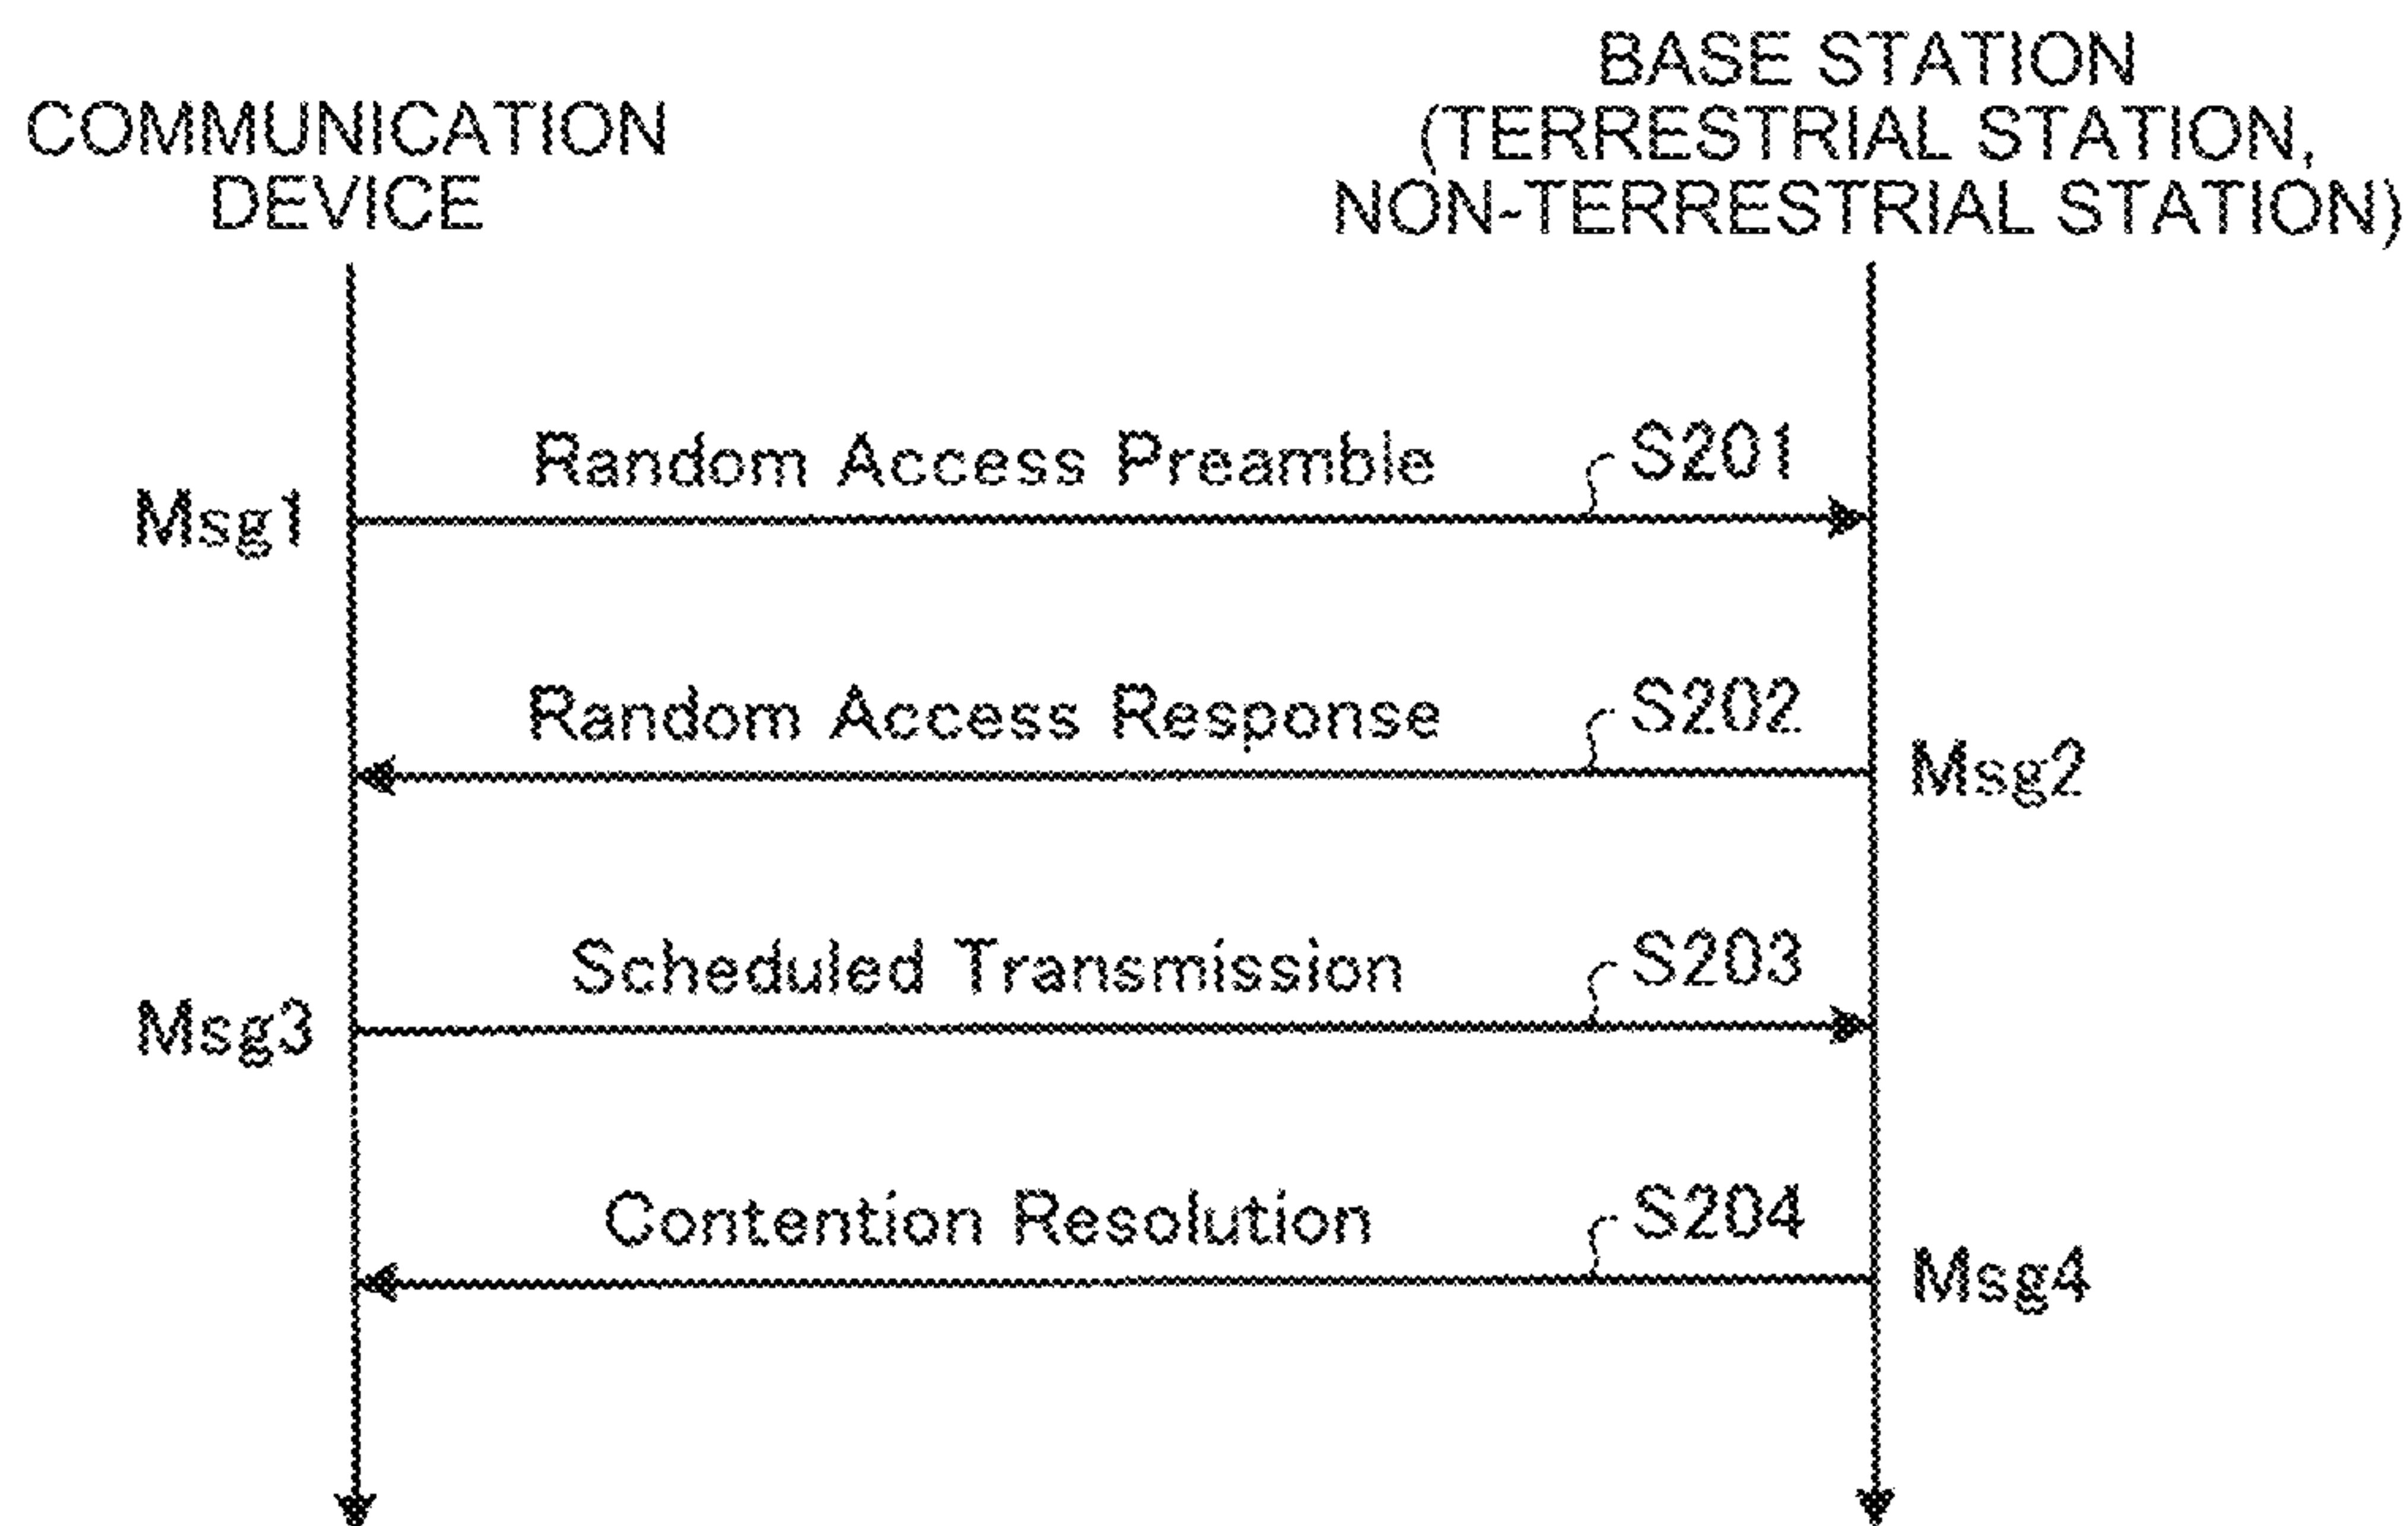 COMMUNICATION
DEVICE
BASE STATION
(TERRESTRIAL STATION,
NON-TERRESTRIAL STATION)
Random Access Preamble
S201
Msg1
Random Access Response
S202
Msg2
Scheduled Transmission
S203
Msg3
Contention Resolution
S204
Msg4